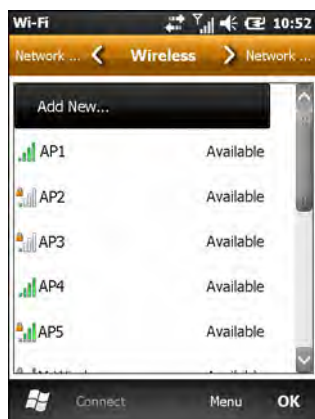 Wi-Fi 10:52
Network ... Wireless Network ...
Add New...
AP1 Available
AP2 Available
AP3 Available
AP4 Available
AP5 Available
Connect Menu OK